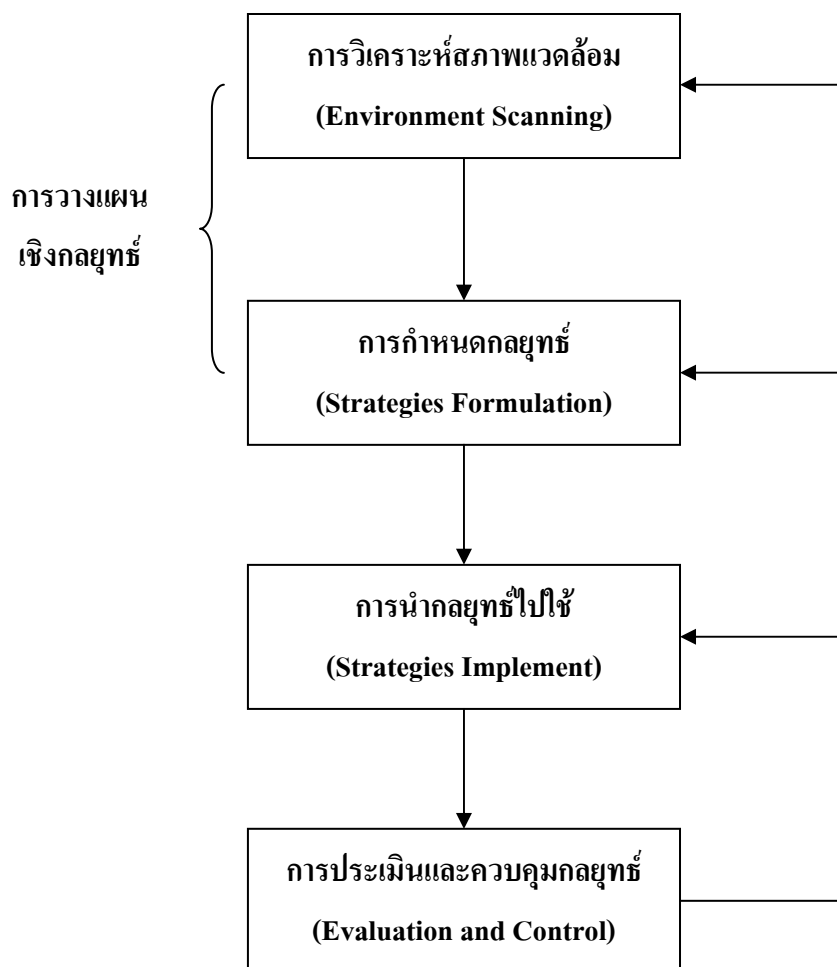 การวิเคราะห์สภาพแวดล้อม
(Environment Scanning)
การวางแผน
เชิงกลยุทธ์
การกำหนดกลยุทธ์
(Strategies Formulation)
การนำกลยุทธ์ไปใช้
(Strategies Implement)
การประเมินและควบคุมกลยุทธ์
(Evaluation and Control)